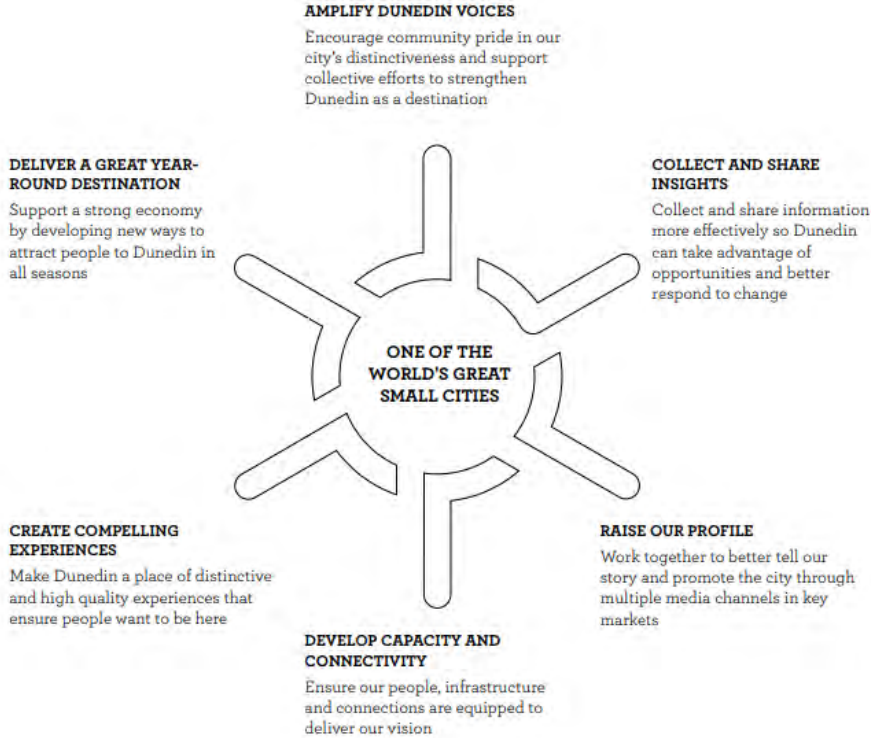 AMPLIFY DUNEDIN VOICES
Encourage community pride in our
city's distinctiveness and support
collective efforts to strengthen
Dunedin as a destination
DELIVER A GREAT YEAR-
ROUND DESTINATION
Support a strong economy
by developing new ways to
attract people to Dunedin in
all seasons
COLLECT AND SHARE
INSIGHTS
Collect and share information
more effectively so Dunedin
can take advantage of
opportunities and better
respond to change
ONE OF THE
WORLD'S GREAT
SMALL CITIES
CREATE COMPELLING
EXPERIENCES
Make Dunedin a place of distinctive
and high quality experiences that
ensure people want to be here
RAISE OUR PROFILE
Work together to better tell our
story and promote the city through
multiple media channels in key
markets
DEVELOP CAPACITY AND
CONNECTIVITY
Ensure our people, infrastructure
and connections are equipped to
deliver our vision